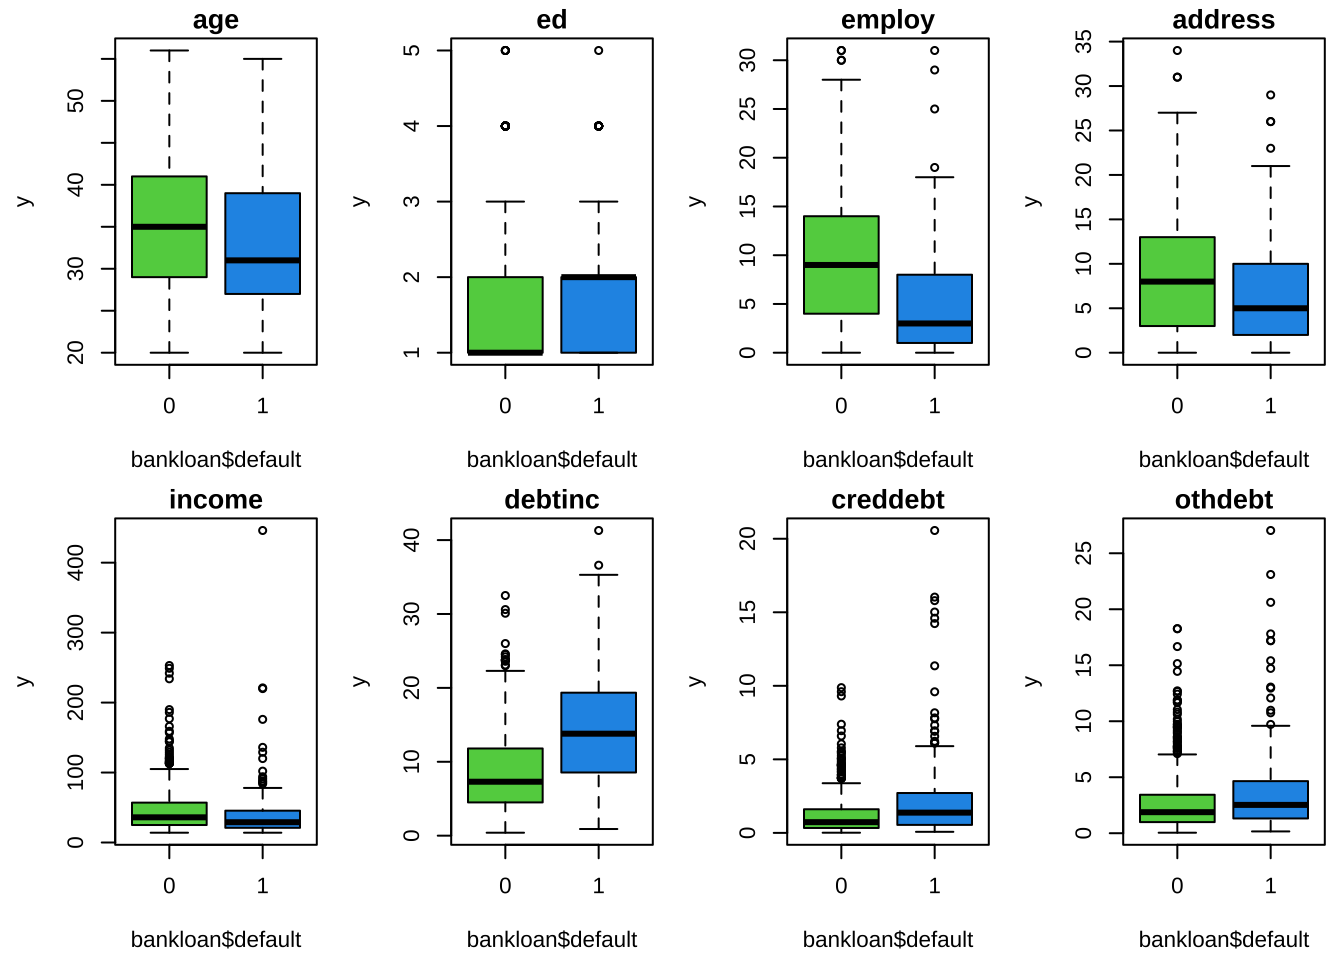 age ed employ address
y 20 30 40 50 0 1 bankloan$default
y 1 2 3 4 5 0 1 bankloan$default
y 0 5 10 15 20 25 30 0 1 bankloan$default
y 0 5 10 15 20 25 30 35 0 1 bankloan$default
income debtinc creddebt othdebt
y 0 100 200 300 400 0 1 bankloan$default
y 0 10 20 30 40 0 1 bankloan$default
y 0 5 10 15 20 0 1 bankloan$default
y 0 5 10 15 20 25 0 1 bankloan$default